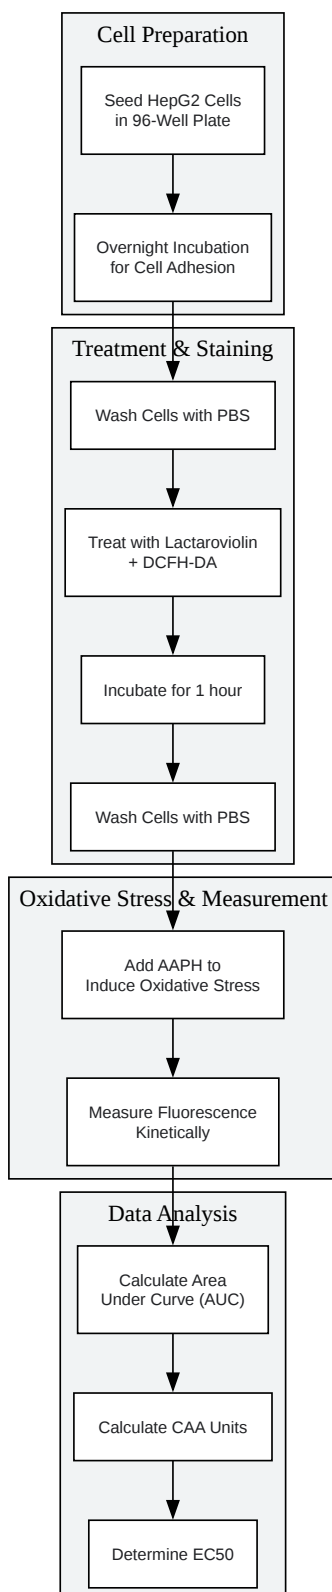 Cell Preparation
Seed HepG2 Cells
in 96-Well Plate
Overnight Incubation
for Cell Adhesion
Treatment & Staining
Wash Cells with PBS
Treat with Lactaroviolin
+ DCFH-DA
Incubate for 1 hour
Wash Cells with PBS
Oxidative Stress & Measurement
Add AAPH to
Induce Oxidative Stress
Measure Fluorescence
Kinetically
Data Analysis
Calculate Area
Under Curve (AUC)
Calculate CAA Units
Determine EC50